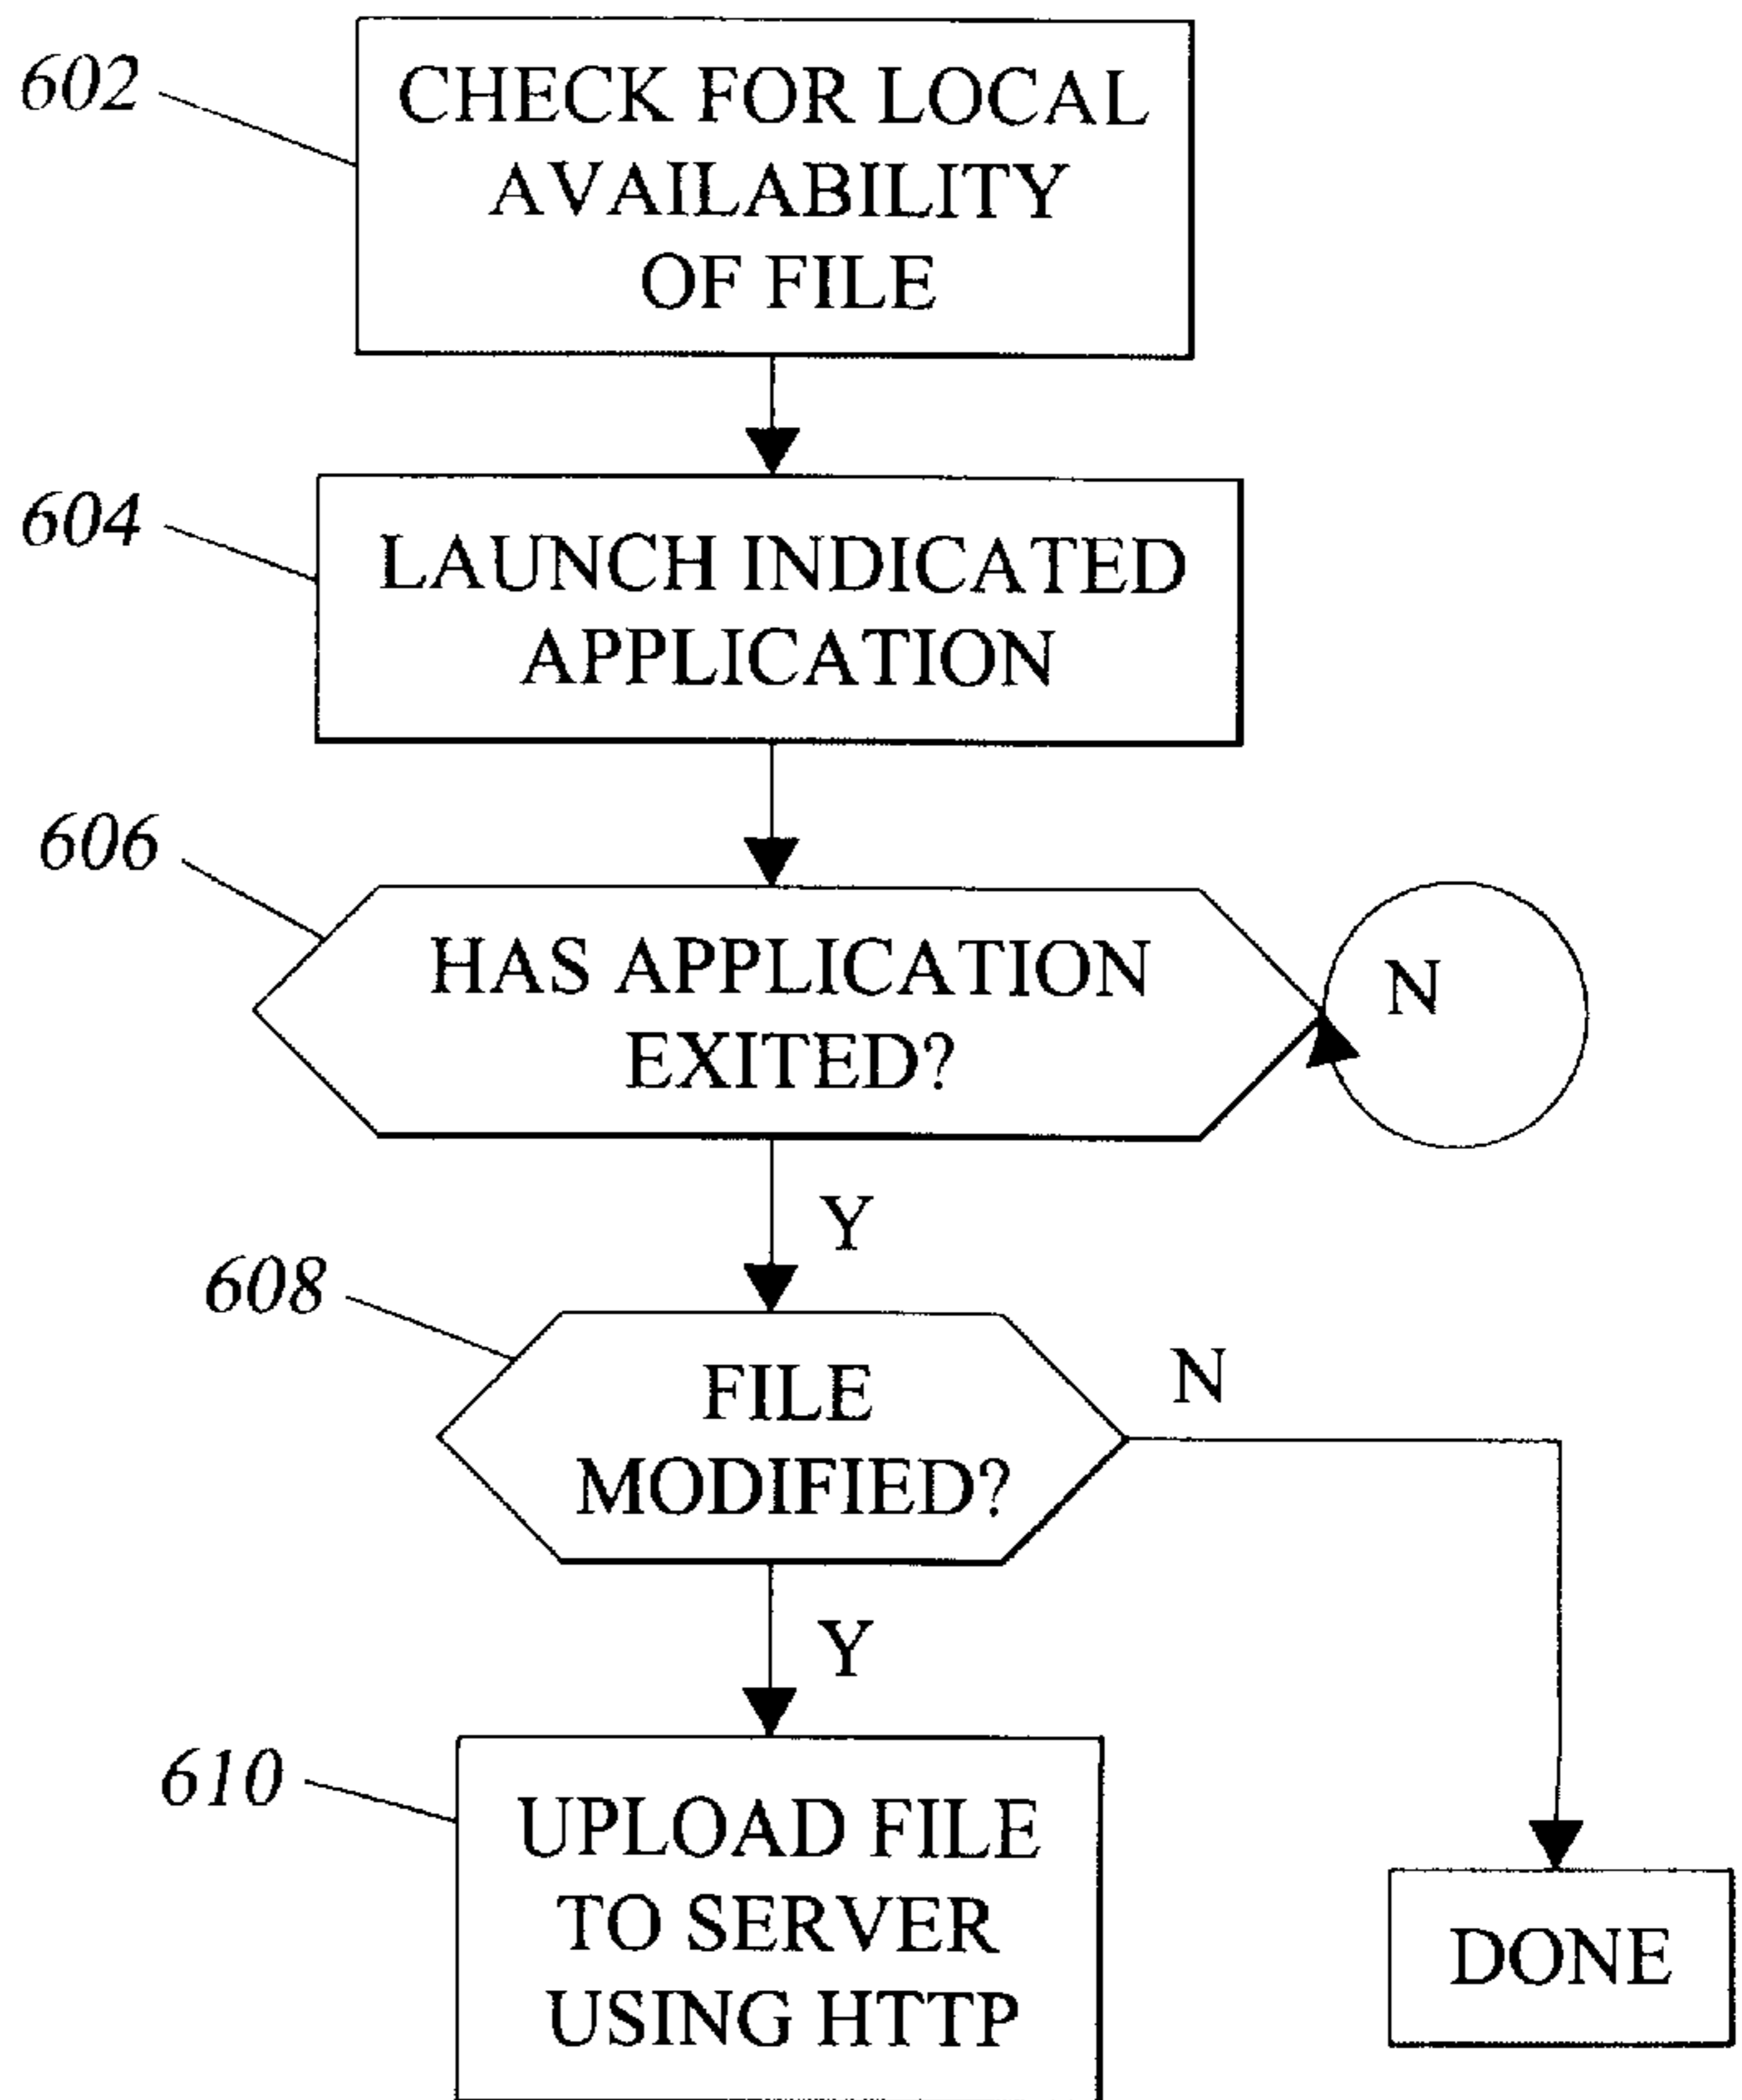 602
CHECK FOR LOCAL
AVAILABILITY
OF FILE
604
LAUNCH INDICATED
APPLICATION
606
HAS APPLICATION
EXITED?
N
Y
608
FILE
MODIFIED?
N
Y
610
UPLOAD FILE
TO SERVER
USING HTTP
DONE